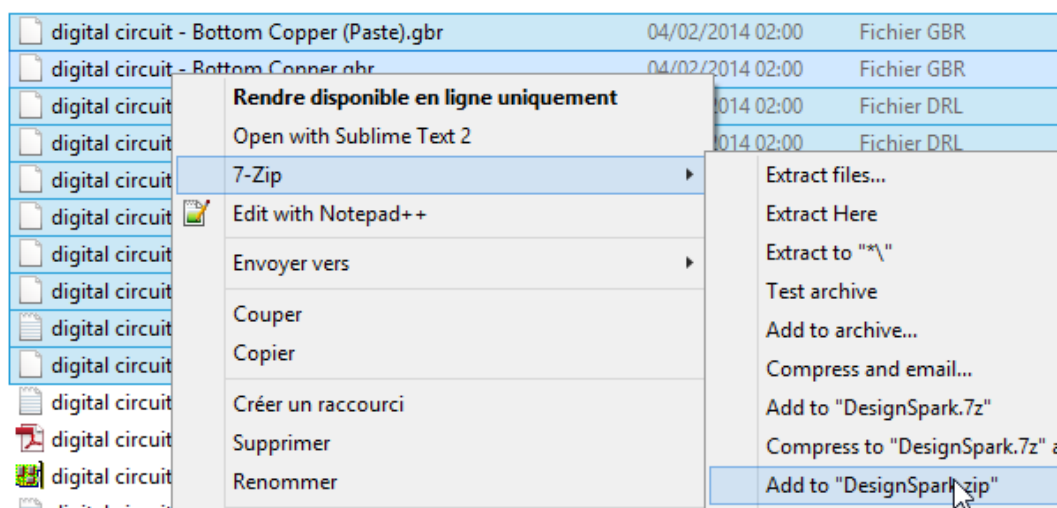 digital circuit - Bottom Copper (Paste).gbr 04/02/2014 02:00 Fichier GBR
digital circuit - Bottom Copper.gbr 04/02/2014 02:00 Fichier GBR
digital circuit 2014 02:00 Fichier DRL
digital circuit 2014 02:00 Fichier DRL
digital circuit
digital circuit
digital circuit
digital circuit
digital circuit
digital circuit
digital circuit
digital circuit
digital circuit
Rendre disponible en ligne uniquement
Open with Sublime Text 2
7-Zip
Edit with Notepad++
Envoyer vers
Couper
Copier
Créer un raccourci
Supprimer
Renommer
Extract files...
Extract Here
Extract to "*\"
Test archive
Add to archive...
Compress and email...
Add to "DesignSpark.7z"
Compress to "DesignSpark.7z" a
Add to "DesignSpark.zip"